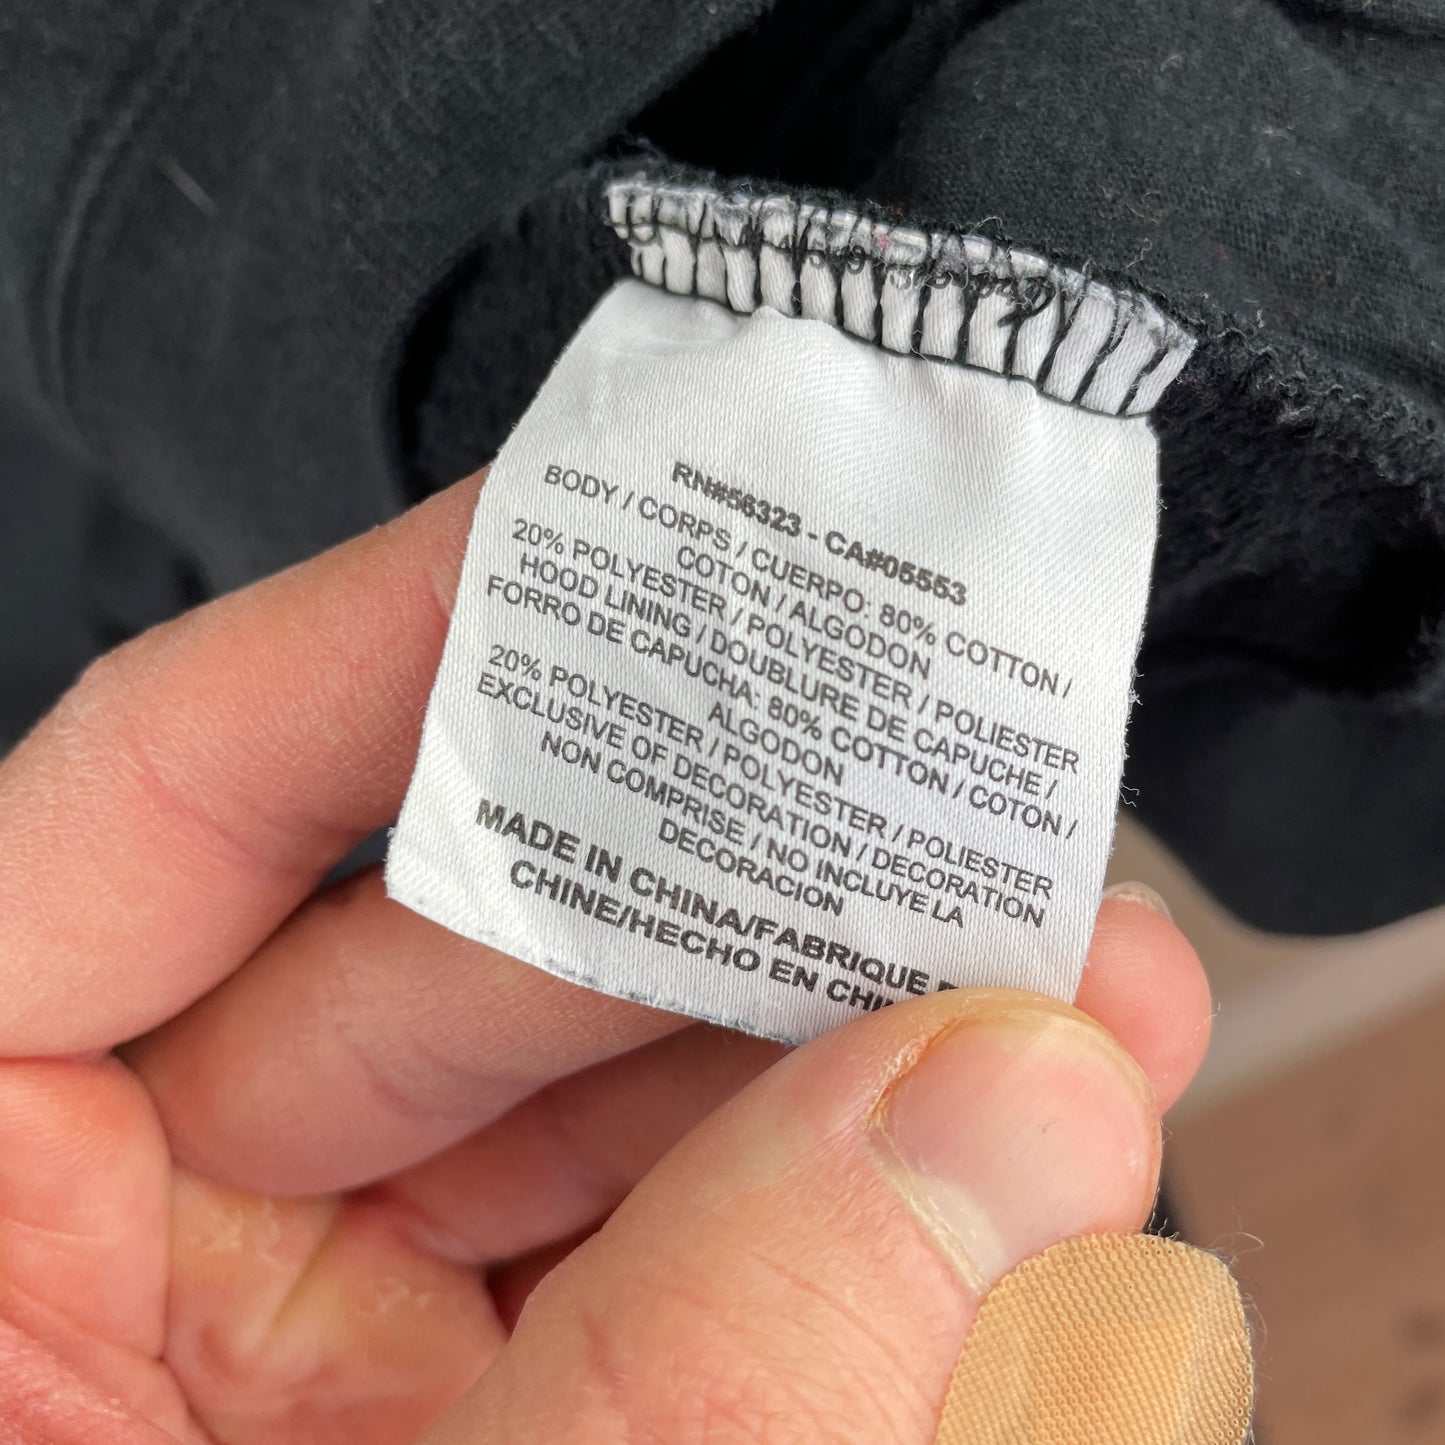 RN#56323 - CA#05553
BODY / CORPS / CUERPO: 80% COTTON /
COTON / ALGODON
20% POLYESTER / POLYESTER / POLIESTER
HOOD LINING / DOUBLURE DE CAPUCHE /
FORRO DE CAPUCHA: 80% COTTON / COTON /
ALGODON
20% POLYESTER / POLYESTER / POLIESTER
EXCLUSIVE OF DECORATION / DECORATION
NON COMPRISE / NO INCLUYE LA
DECORACION
MADE IN CHINA/FABRIQUE
CHINE/HECHO EN